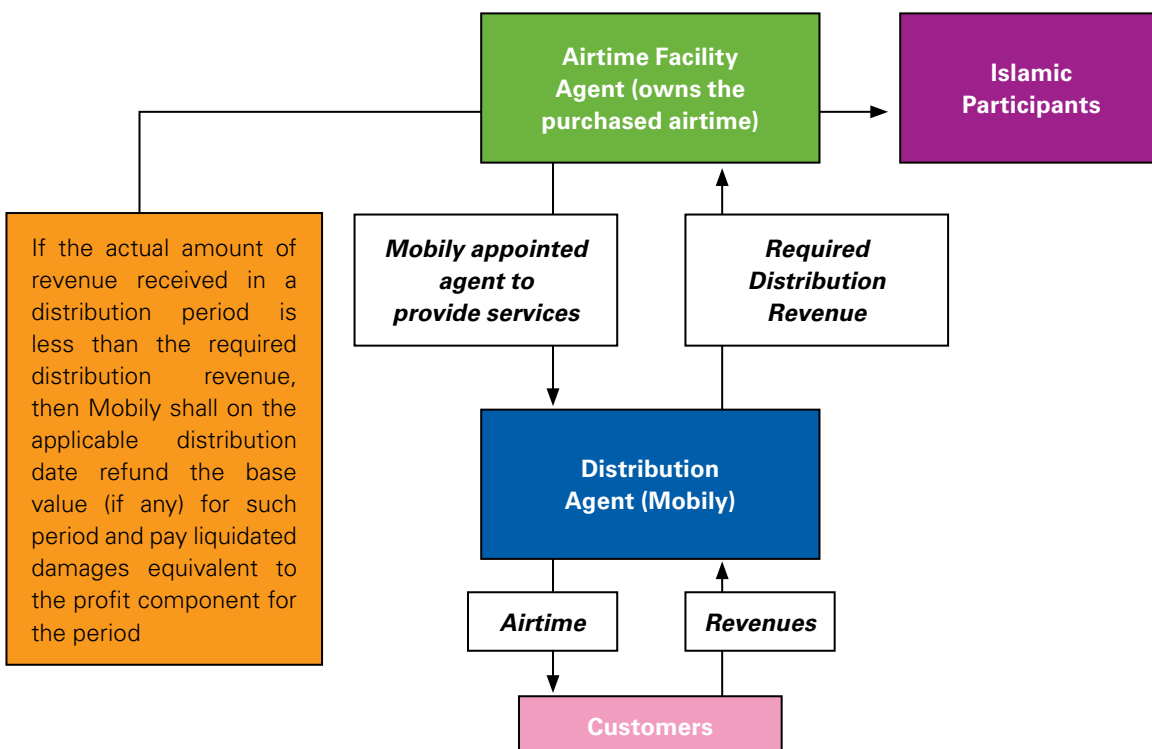 Airtime Facility
Agent (owns the
purchased airtime)
Islamic
Participants
If the actual amount of
revenue received in a
distribution period is
less than the required
distribution revenue,
then Mobily shall on the
applicable distribution
date refund the base
value (if any) for such
period and pay liquidated
damages equivalent to
the profit component for
the period
Mobily appointed
agent to
provide services
Required
Distribution
Revenue
Distribution
Agent (Mobily)
Airtime
Revenues
Customers